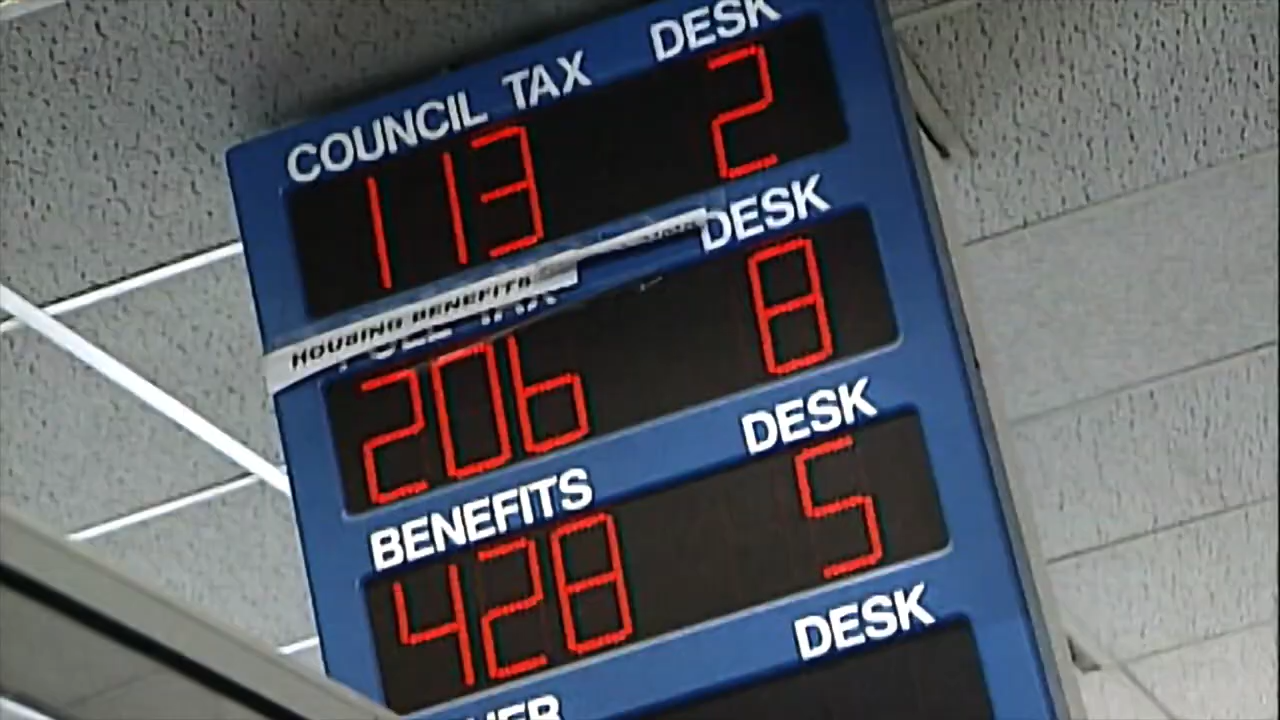 COUNCIL TAX DESK
113 2
HOUSING BENEFITS DESK
206 8
BENEFITS DESK
428 5
DESK